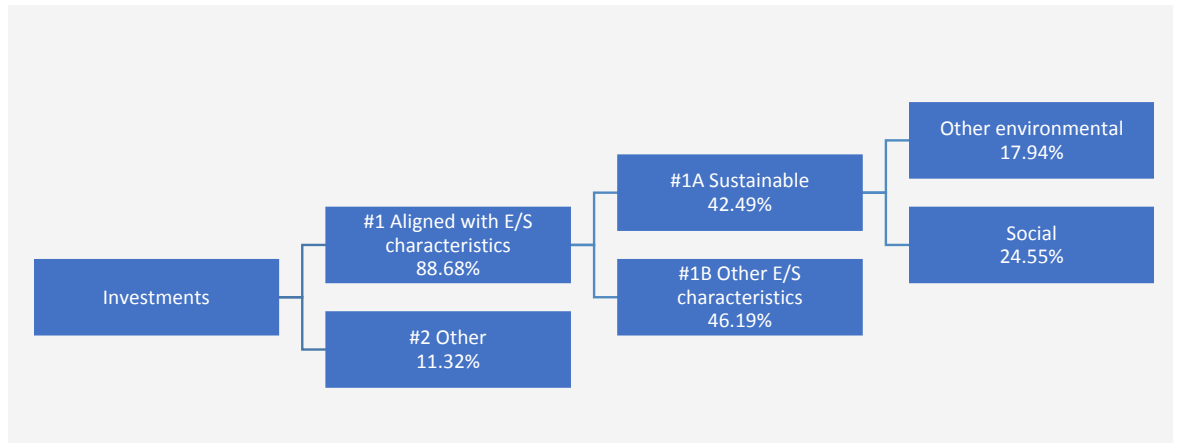 Investments
#1 Aligned with E/S
characteristics
88.68%
#2 Other
11.32%
#1A Sustainable
42.49%
#1B Other E/S
characteristics
46.19%
Other environmental
17.94%
Social
24.55%